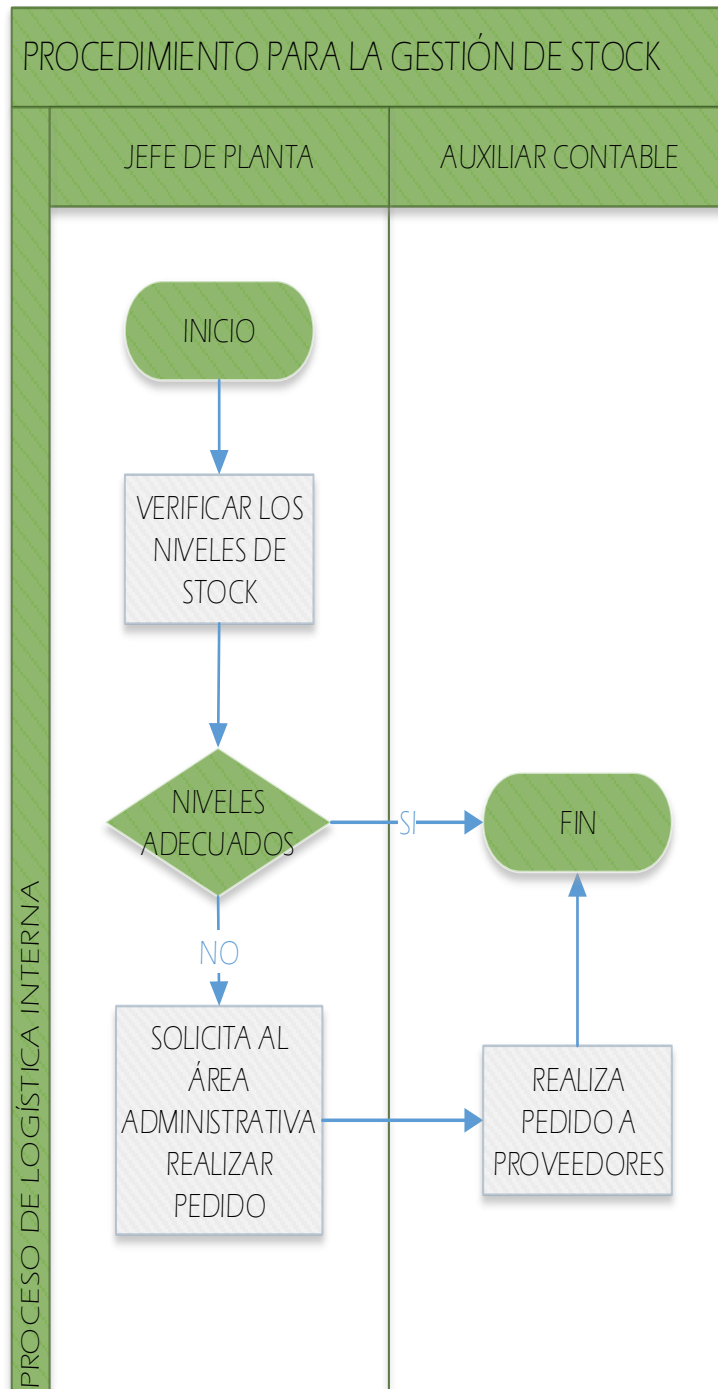 PROCEDIMIENTO PARA LA GESTIÓN DE STOCK
JEFE DE PLANTA
AUXILIAR CONTABLE
INICIO
VERIFICAR LOS
NIVELES DE
STOCK
NIVELES
ADECUADOS
SI
FIN
NO
SOLICITA AL
ÁREA
ADMINISTRATIVA
REALIZAR
PEDIDO
REALIZA
PEDIDO A
PROVEEDORES
PROCESO DE LOGÍSTICA INTERNA